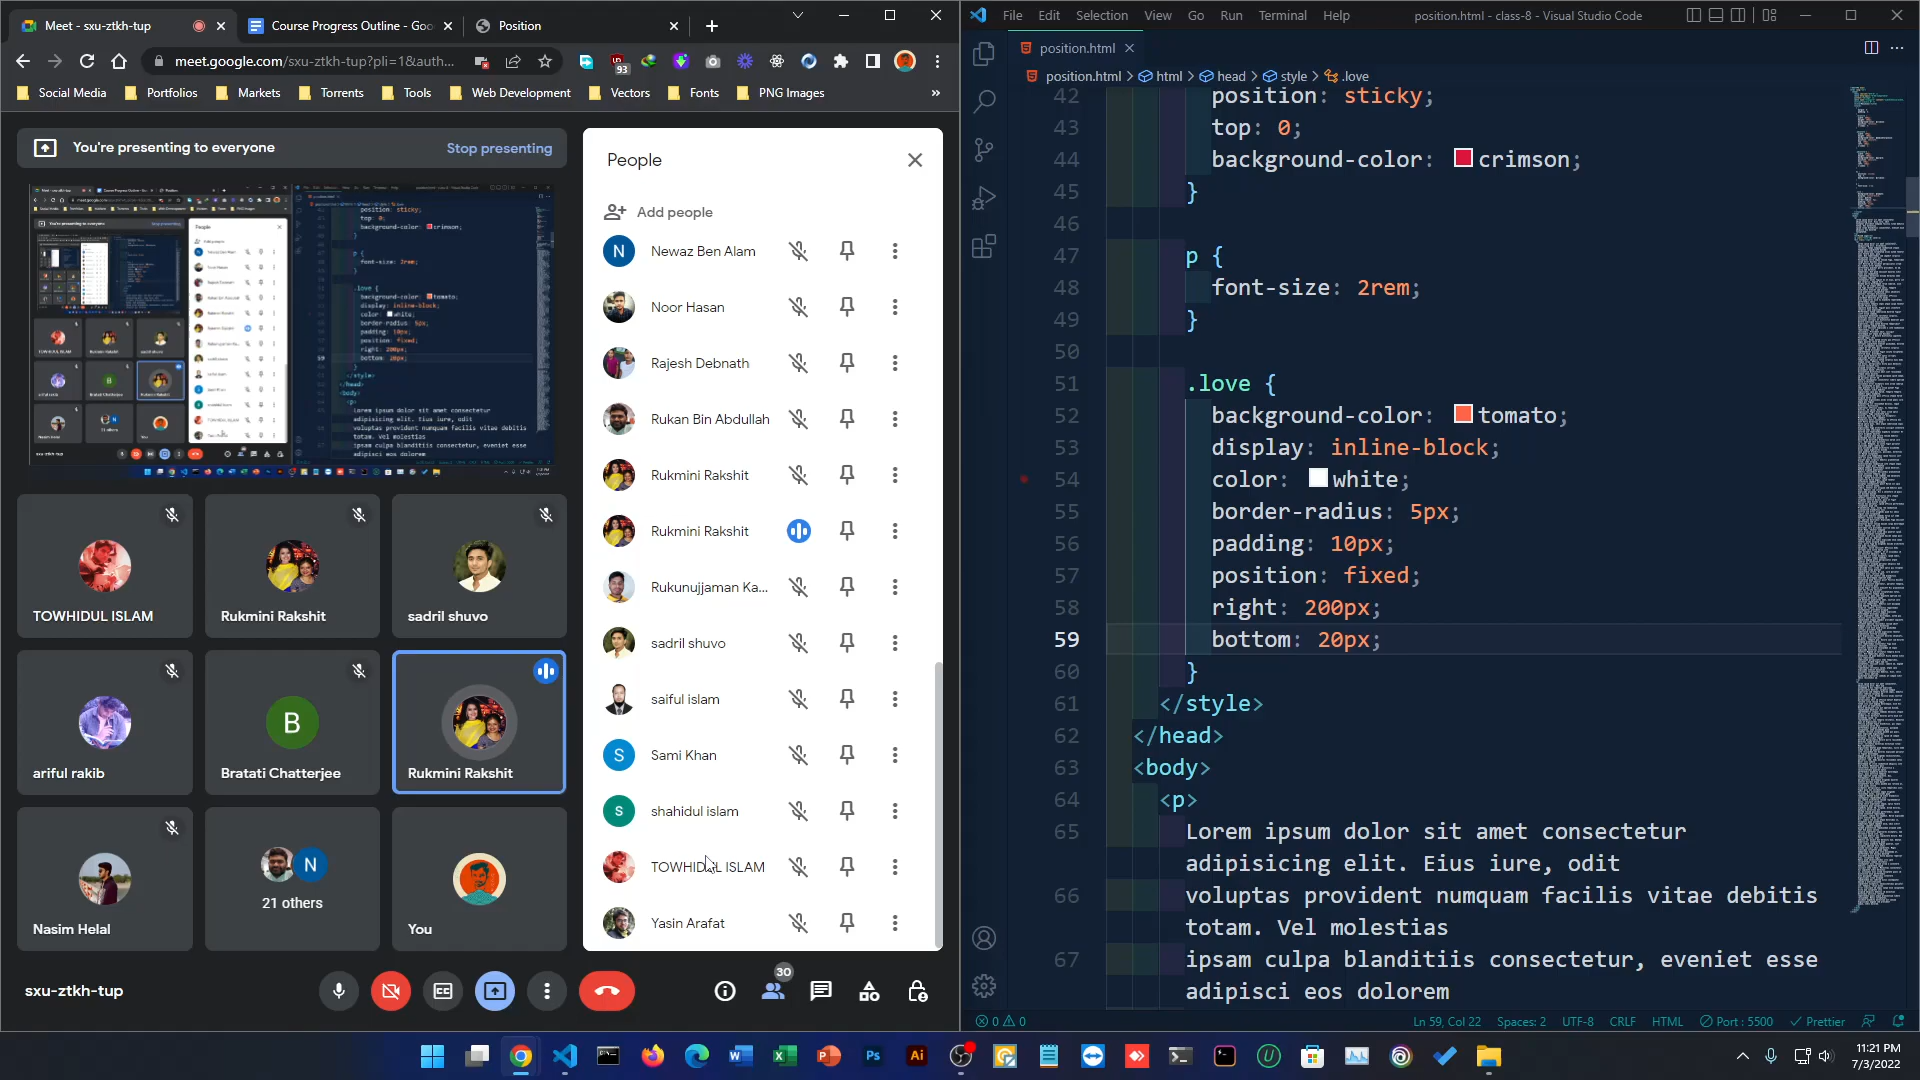 Meet - sxu-ztkh-tup
Course Progress Outline - Goo
Position
meet.google.com/sxu-ztkh-tup?pli=1&auth...
93
Social Media
Portfolios
Markets
Torrents
Tools
Web Development
Vectors
Fonts
PNG Images
»
You're presenting to everyone
Stop presenting
TOWHIDUL ISLAM
Rukmini Rakshit
sadril shuvo
ariful rakib
B
Bratati Chatterjee
Rukmini Rakshit
Nasim Helal
N
21 others
You
People
Add people
N
Newaz Ben Alam
Noor Hasan
Rajesh Debnath
Rukan Bin Abdullah
Rukmini Rakshit
Rukmini Rakshit
Rukunujjaman Ka...
sadril shuvo
saiful islam
S
Sami Khan
s
shahidul islam
TOWHIDUL ISLAM
Yasin Arafat
sxu-ztkh-tup
30
File Edit Selection View Go Run Terminal Help
position.html - class-8 - Visual Studio Code
position.html
position.html > html > head > style > .love
42 position: sticky;
43 top: 0;
44 background-color: crimson;
45 }
46
47 p {
48 font-size: 2rem;
49 }
50
51 .love {
52 background-color: tomato;
53 display: inline-block;
54 color: white;
55 border-radius: 5px;
56 padding: 10px;
57 position: fixed;
58 right: 200px;
59 bottom: 20px;
60 }
61 </style>
62 </head>
63 <body>
64 <p>
65 Lorem ipsum dolor sit amet consectetur
adipisicing elit. Eius iure, odit
66 voluptas provident numquam facilis vitae debitis
totam. Vel molestias
67 ipsam culpa blanditiis consectetur, eveniet esse
adipisci eos dolorem
0 0
Ln 59, Col 22
Spaces: 2
UTF-8
CRLF
HTML
Port : 5500
Prettier
11:21 PM
7/3/2022